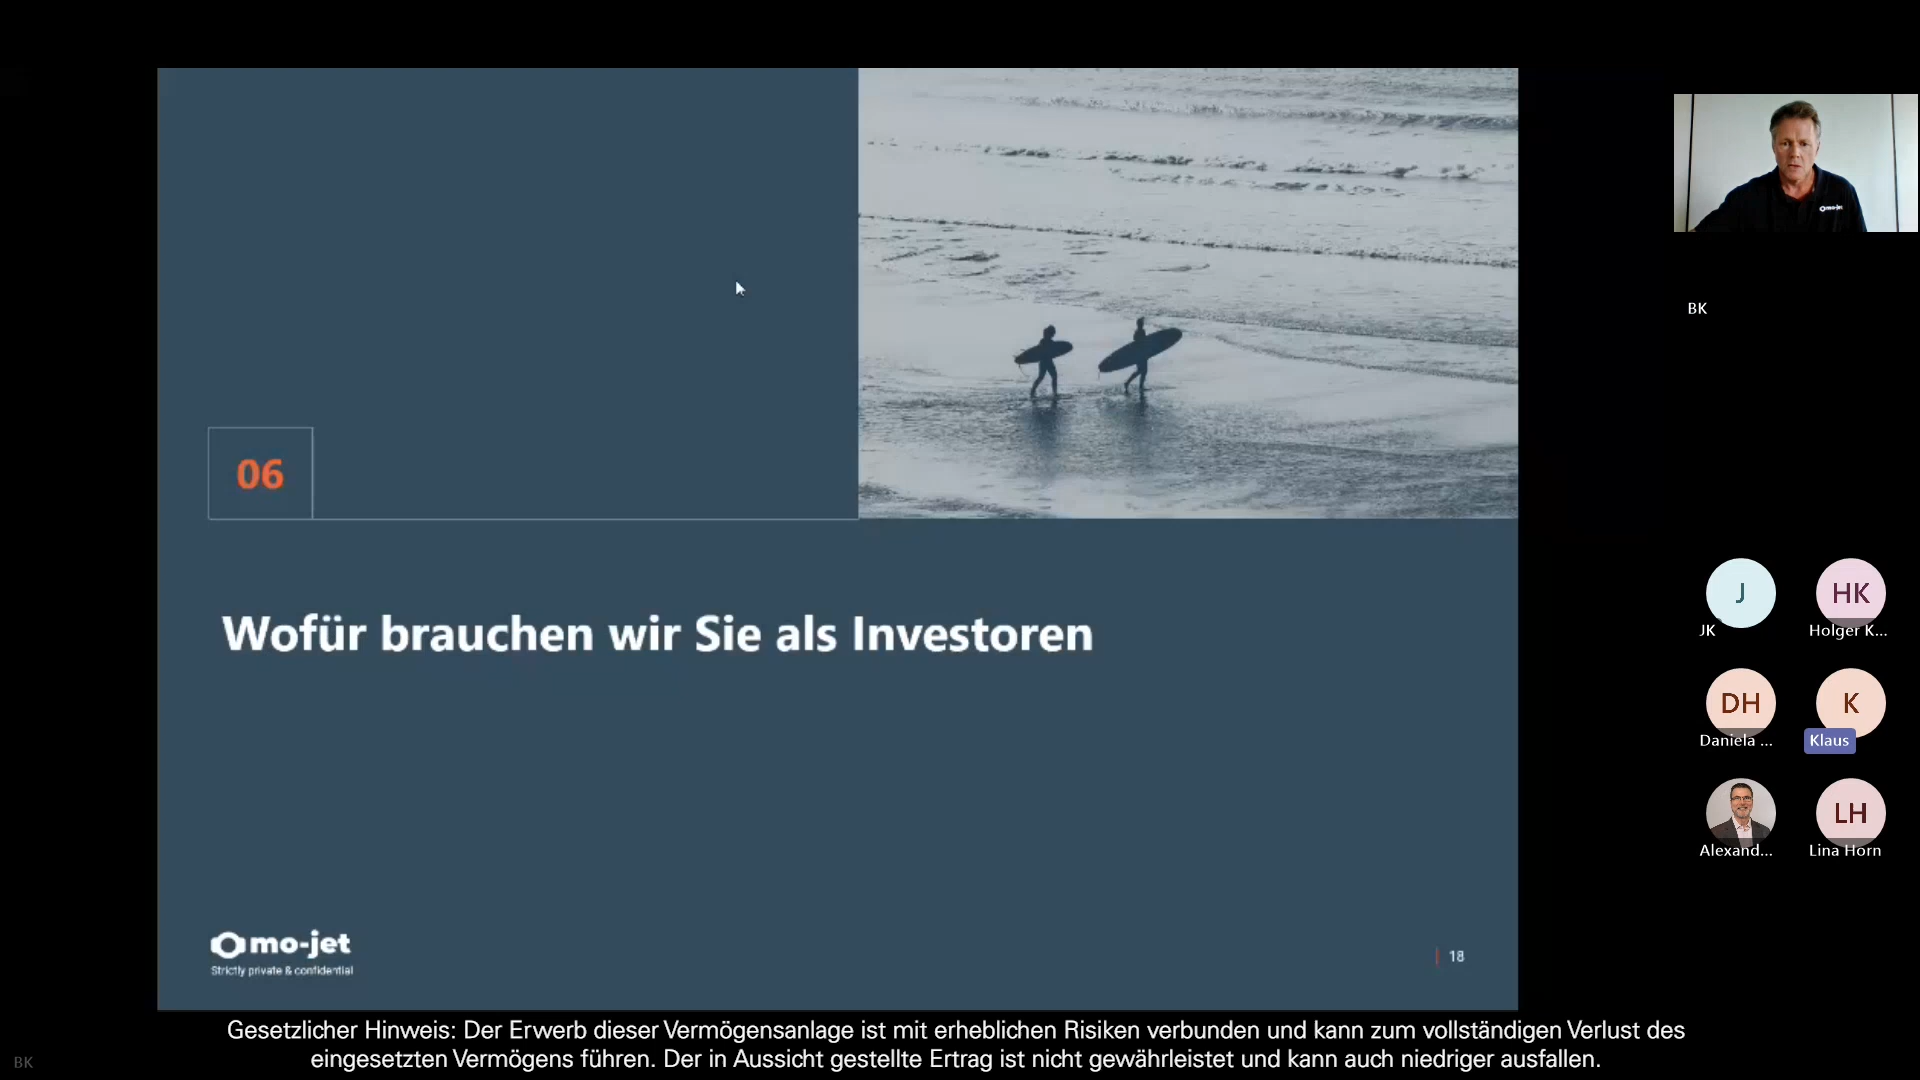 06
Wofür brauchen wir Sie als Investoren
mo-jet
Strictly private & confidential
18
mo-jet
BK
J
JK
HK
Holger K...
DH
Daniela ...
K
Klaus
Alexand...
LH
Lina Horn
Gesetzlicher Hinweis: Der Erwerb dieser Vermögensanlage ist mit erheblichen Risiken verbunden und kann zum vollständigen Verlust des
eingesetzten Vermögens führen. Der in Aussicht gestellte Ertrag ist nicht gewährleistet und kann auch niedriger ausfallen.
BK